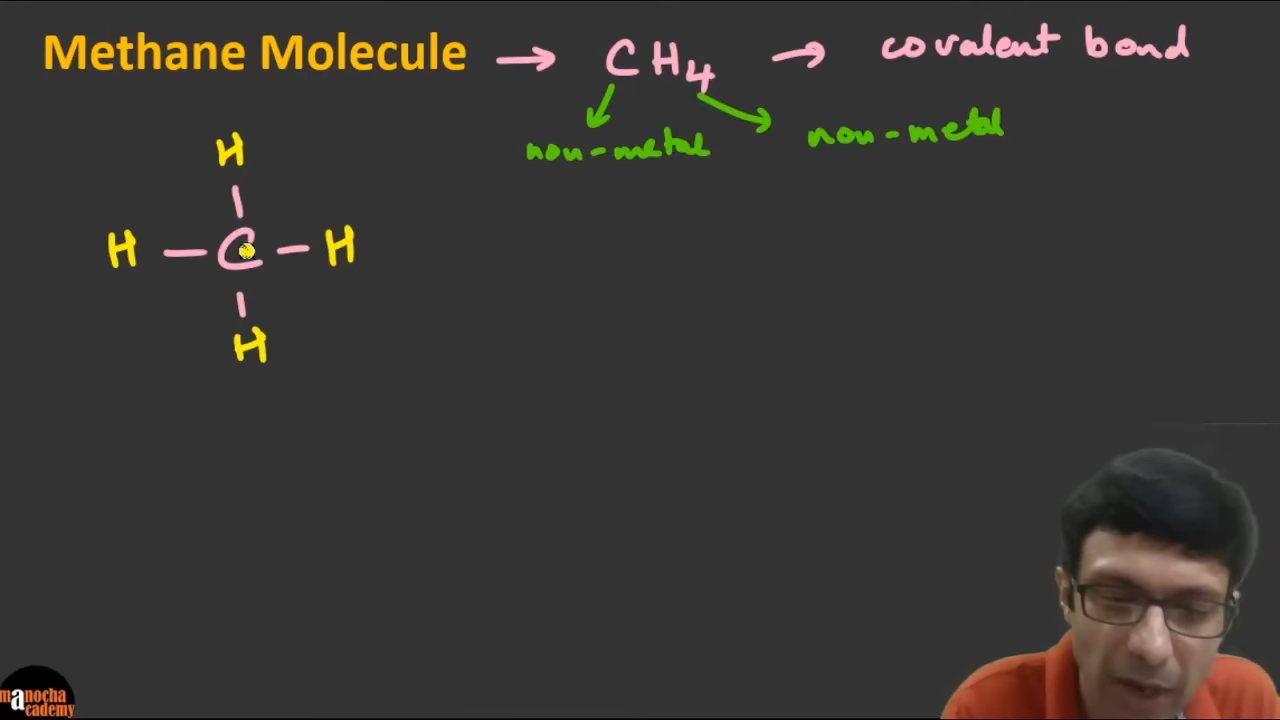 Methane Molecule → CH₄ → covalent bond
non-metal non-metal
H
H – C – H
H
manocha
academy